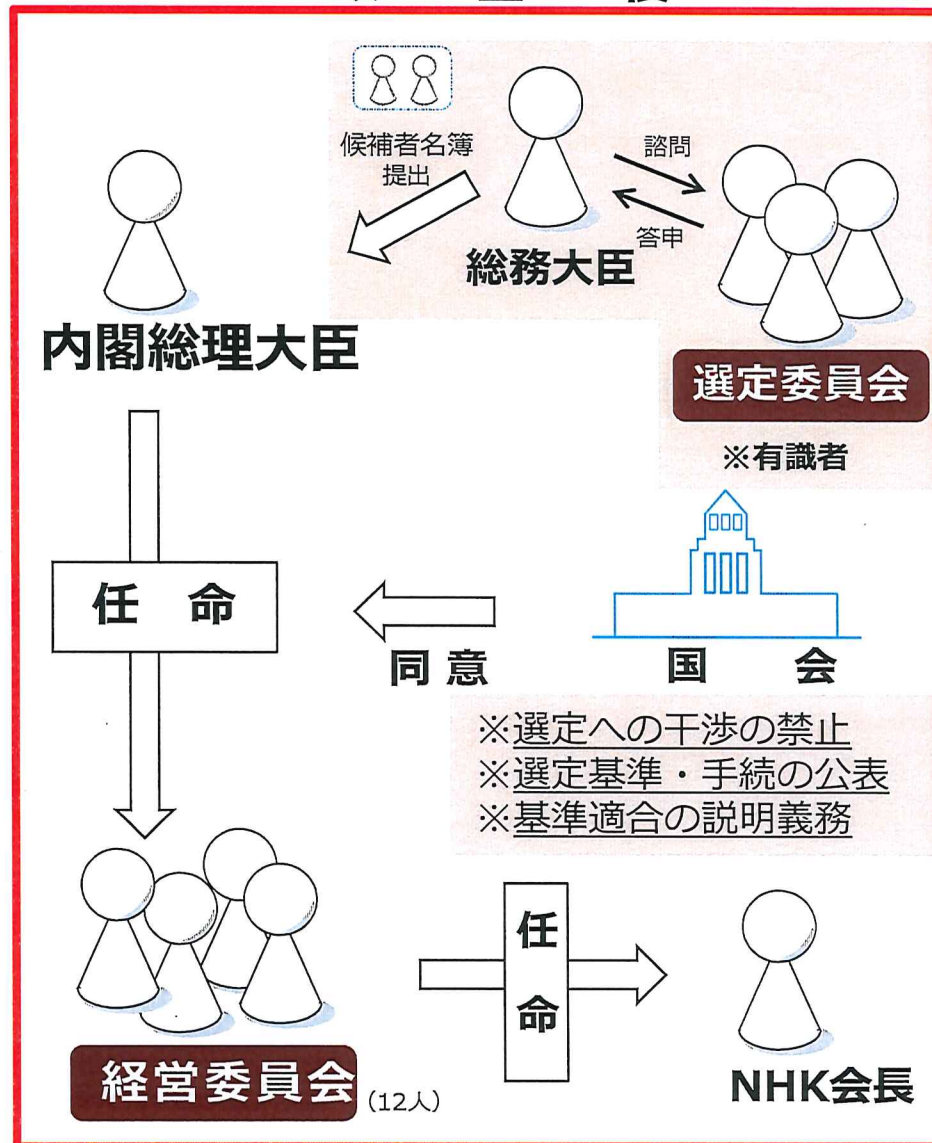 候補者名簿
提出
諮問
答申
総務大臣
内閣総理大臣
選定委員会
※有識者
任 命
同 意
国 会
※選定への干渉の禁止
※選定基準・手続の公表
※基準適合の説明義務
任
命
経営委員会(12人)
NHK会長